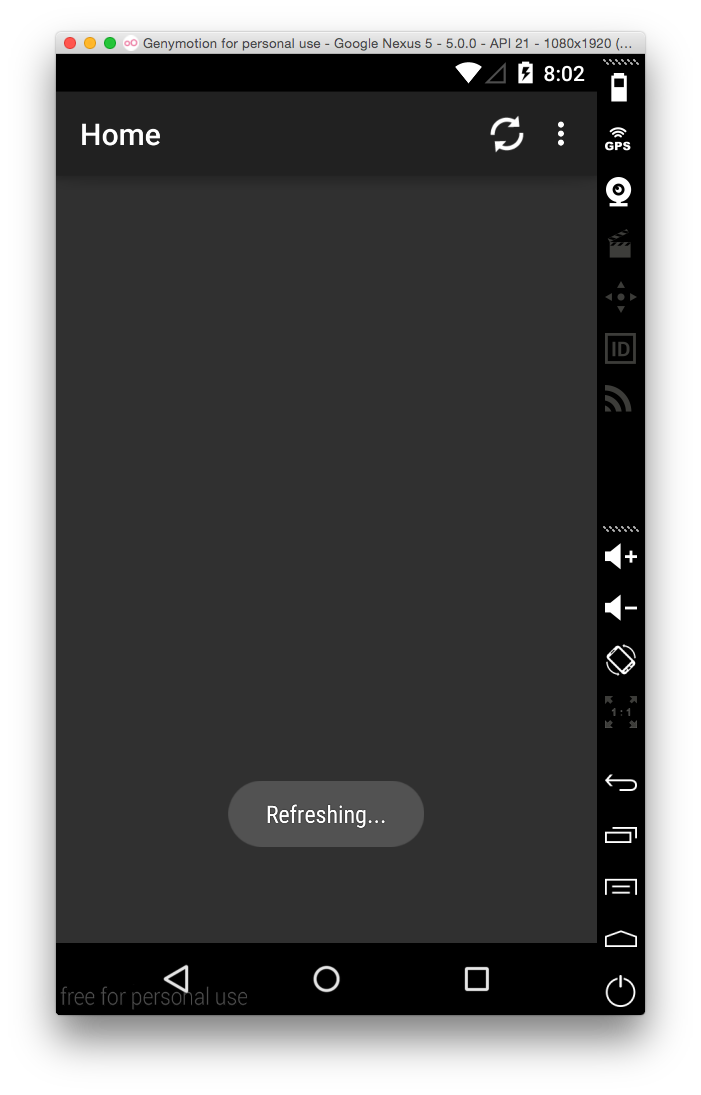 Genymotion for personal use - Google Nexus 5 - 5.0.0 - API 21 - 1080x1920 (...
8:02
Home
GPS
ID
1:1
Refreshing...
free for personal use